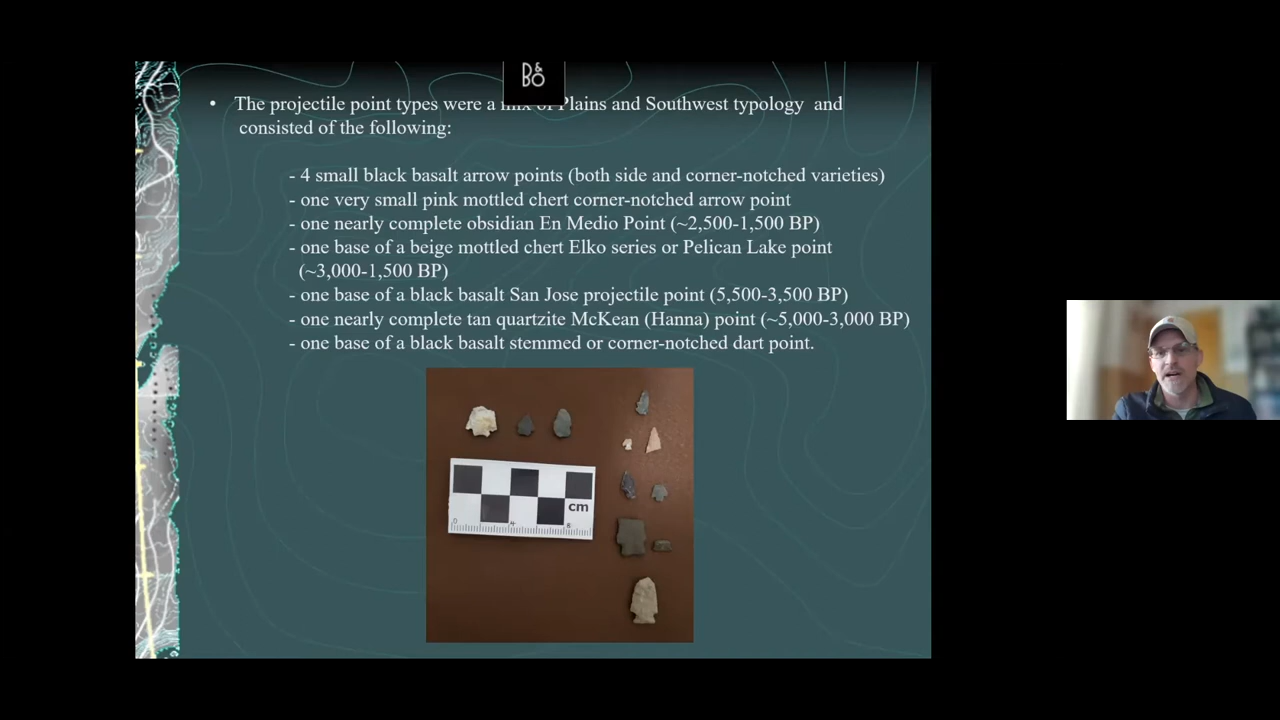 B&O
• The projectile point types were a mix of Plains and Southwest typology and
consisted of the following:
- 4 small black basalt arrow points (both side and corner-notched varieties)
- one very small pink mottled chert corner-notched arrow point
- one nearly complete obsidian En Medio Point (~2,500-1,500 BP)
- one base of a beige mottled chert Elko series or Pelican Lake point
(~3,000-1,500 BP)
- one base of a black basalt San Jose projectile point (5,500-3,500 BP)
- one nearly complete tan quartzite McKean (Hanna) point (~5,000-3,000 BP)
- one base of a black basalt stemmed or corner-notched dart point.
cm
0 4